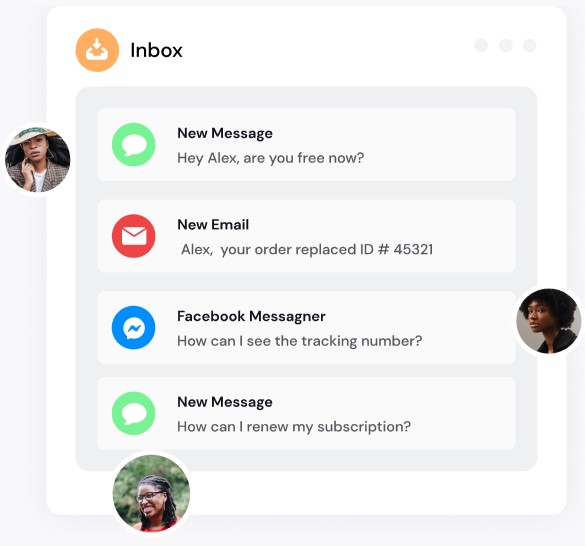 Inbox
New Message
Hey Alex, are you free now?
New Email
Alex, your order replaced ID # 45321
Facebook Messagner
How can I see the tracking number?
New Message
How can I renew my subscription?